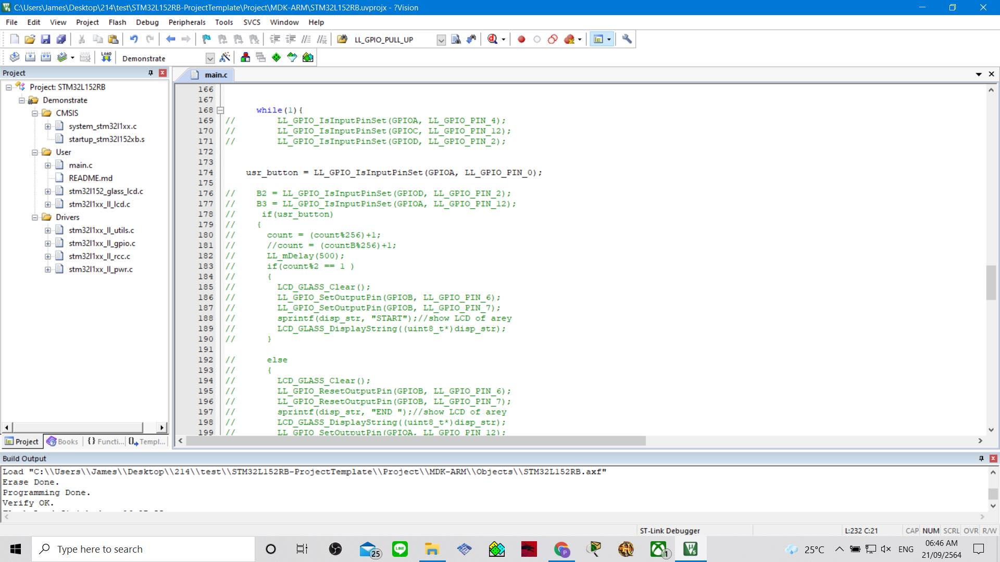 C:\Users\James\Desktop\214\test\STM32L152RB-ProjectTemplate\Project\MDK-ARM\STM32L152RB.uvprojx - ?Vision
File Edit View Project Flash Debug Peripherals Tools SVCS Window Help
LL_GPIO_PULL_UP
LOAD Demonstrate
Project
main.c
Project: STM32L152RB
Demonstrate
CMSIS
system_stm32l1xx.c
startup_stm32l152xb.s
User
main.c
README.md
stm32l152_glass_lcd.c
stm32l1xx_ll_lcd.c
Drivers
stm32l1xx_ll_utils.c
stm32l1xx_ll_gpio.c
stm32l1xx_ll_rcc.c
stm32l1xx_ll_pwr.c
Project Books {} Functi... Templ...
166
167
168 while(1){
169 // LL_GPIO_IsInputPinSet(GPIOA, LL_GPIO_PIN_4);
170 // LL_GPIO_IsInputPinSet(GPIOC, LL_GPIO_PIN_12);
171 // LL_GPIO_IsInputPinSet(GPIOD, LL_GPIO_PIN_2);
172
173
174 usr_button = LL_GPIO_IsInputPinSet(GPIOA, LL_GPIO_PIN_0);
175
176 // B2 = LL_GPIO_IsInputPinSet(GPIOD, LL_GPIO_PIN_2);
177 // B3 = LL_GPIO_IsInputPinSet(GPIOA, LL_GPIO_PIN_12);
178 // if(usr_button)
179 // {
180 // count = (count%256)+1;
181 // //count = (countB%256)+1;
182 // LL_mDelay(500);
183 // if(count%2 == 1 )
184 // {
185 // LCD_GLASS_Clear();
186 // LL_GPIO_SetOutputPin(GPIOB, LL_GPIO_PIN_6);
187 // LL_GPIO_SetOutputPin(GPIOB, LL_GPIO_PIN_7);
188 // sprintf(disp_str, "START");//show LCD of arey
189 // LCD_GLASS_DisplayString((uint8_t*)disp_str);
190 // }
191
192 // else
193 // {
194 // LCD_GLASS_Clear();
195 // LL_GPIO_ResetOutputPin(GPIOB, LL_GPIO_PIN_6);
196 // LL_GPIO_ResetOutputPin(GPIOB, LL_GPIO_PIN_7);
197 // sprintf(disp_str, "END ");//show LCD of arey
198 // LCD_GLASS_DisplayString((uint8_t*)disp_str);
199 // LL_GPIO_SetOutputPin(GPIOA, LL_GPIO_PIN_12);
Build Output
Load "C:\\Users\\James\\Desktop\\214\\test\\STM32L152RB-ProjectTemplate\\Project\\MDK-ARM\\Objects\\STM32L152RB.axf"
Erase Done.
Programming Done.
Verify OK.
ST-Link Debugger L:232 C:21 CAP NUM SCRL OVR R/W
Type here to search
25
LINE
1
25°C
ENG
06:46 AM
21/09/2564